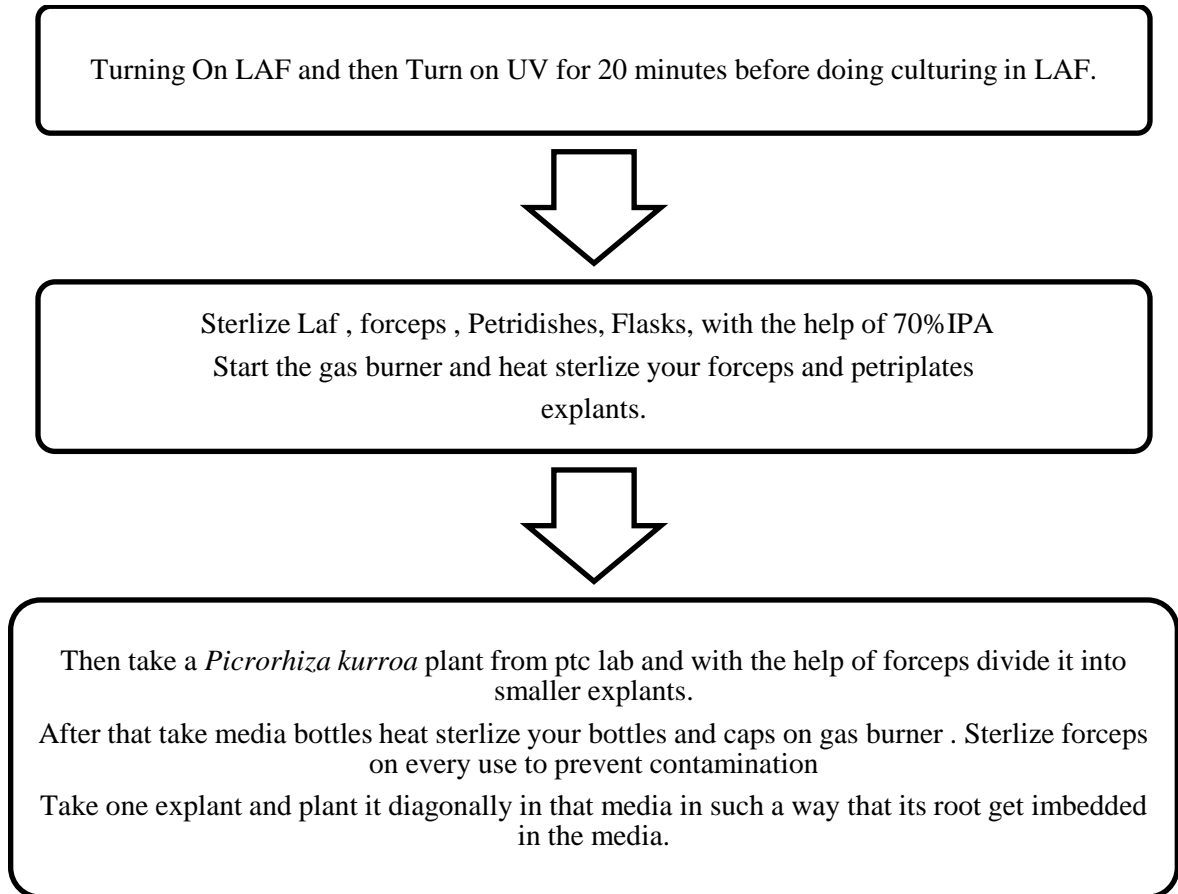 Turning On LAF and then Turn on UV for 20 minutes before doing culturing in LAF.
Sterlize Laf , forceps , Petridishes, Flasks, with the help of 70%IPA
Start the gas burner and heat sterlize your forceps and petriplates
explants.
Then take a Picrorhiza kurroa plant from ptc lab and with the help of forceps divide it into
smaller explants.
After that take media bottles heat sterlize your bottles and caps on gas burner . Sterlize forceps
on every use to prevent contamination
Take one explant and plant it diagonally in that media in such a way that its root get imbedded
in the media.